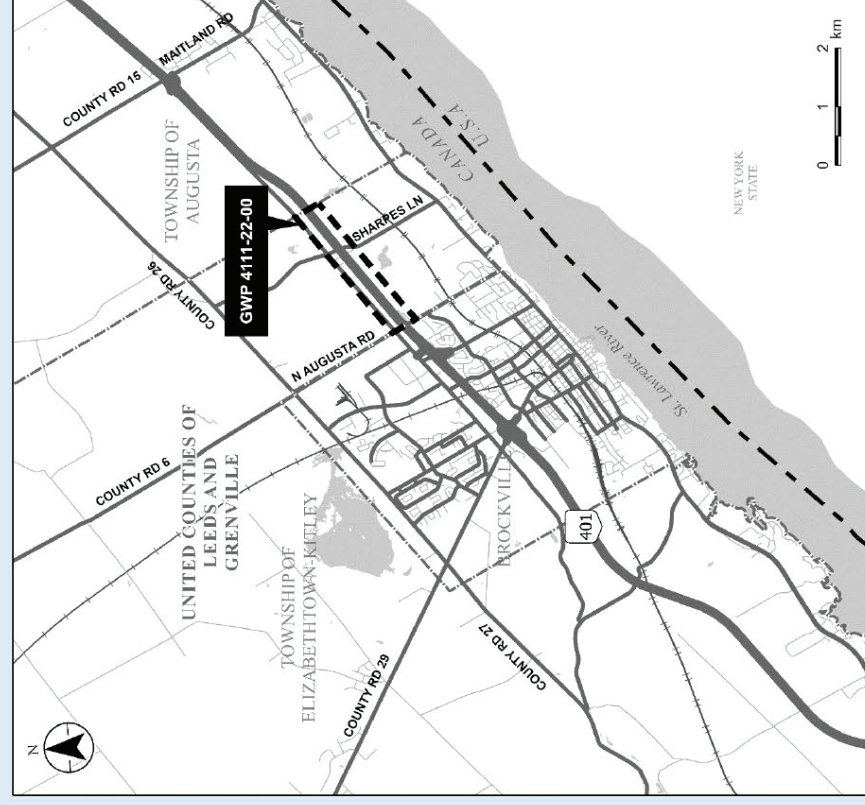 MAITLAND RD
COUNTY RD 15
TOWNSHIP OF
AUGUSTA
GWP 4111-22-00
SHARPES LN
CANADA
U.S.A
2 km
1
0
NEW YORK
STATE
COUNTY RD 26
N AUGUSTA RD
St. Lawrence River
COUNTY RD 6
UNITED COUNTIES OF
LEEDS AND
GRENVILLE
TOWNSHIP OF
ELIZABETHTOWN-KITLEY
BROCKVILLE
401
COUNTY RD 27
COUNTY RD 29
N